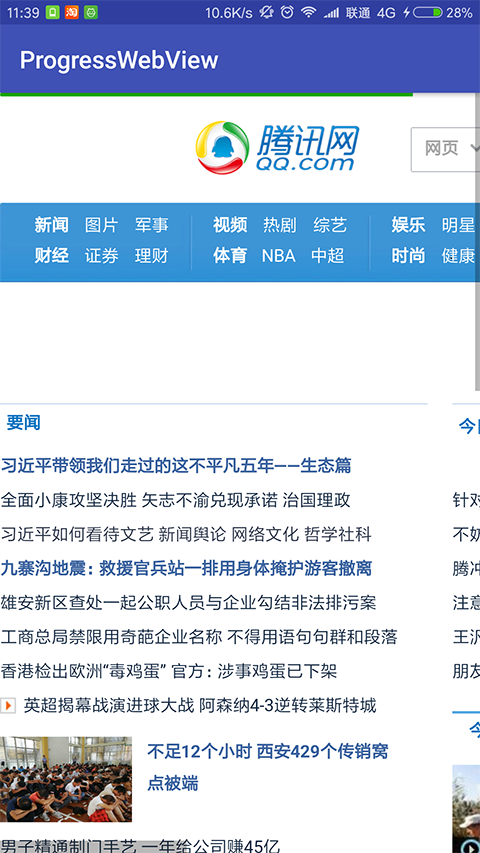 11:39 淘 10.6K/s 联通 4G 28%
ProgressWebView
腾讯网
QQ.com
网页
新闻 图片 军事 视频 热剧 综艺 娱乐 明星
财经 证券 理财 体育 NBA 中超 时尚 健康
要闻
习近平带领我们走过的这不平凡五年——生态篇
全面小康攻坚决胜 矢志不渝兑现承诺 治国理政
针对
习近平如何看待文艺 新闻舆论 网络文化 哲学社科
九寨沟地震：救援官兵站一排用身体掩护游客撤离
腾冲
雄安新区查处一起公职人员与企业勾结非法排污案
注意
工商总局禁限用奇葩企业名称 不得用语句句群和段落
香港检出欧洲“毒鸡蛋” 官方：涉事鸡蛋已下架
朋友
英超揭幕战演进球大战 阿森纳4-3逆转莱斯特城
不足12个小时 西安429个传销窝
点被端
男子精通制门手艺 一年给公司赚45亿